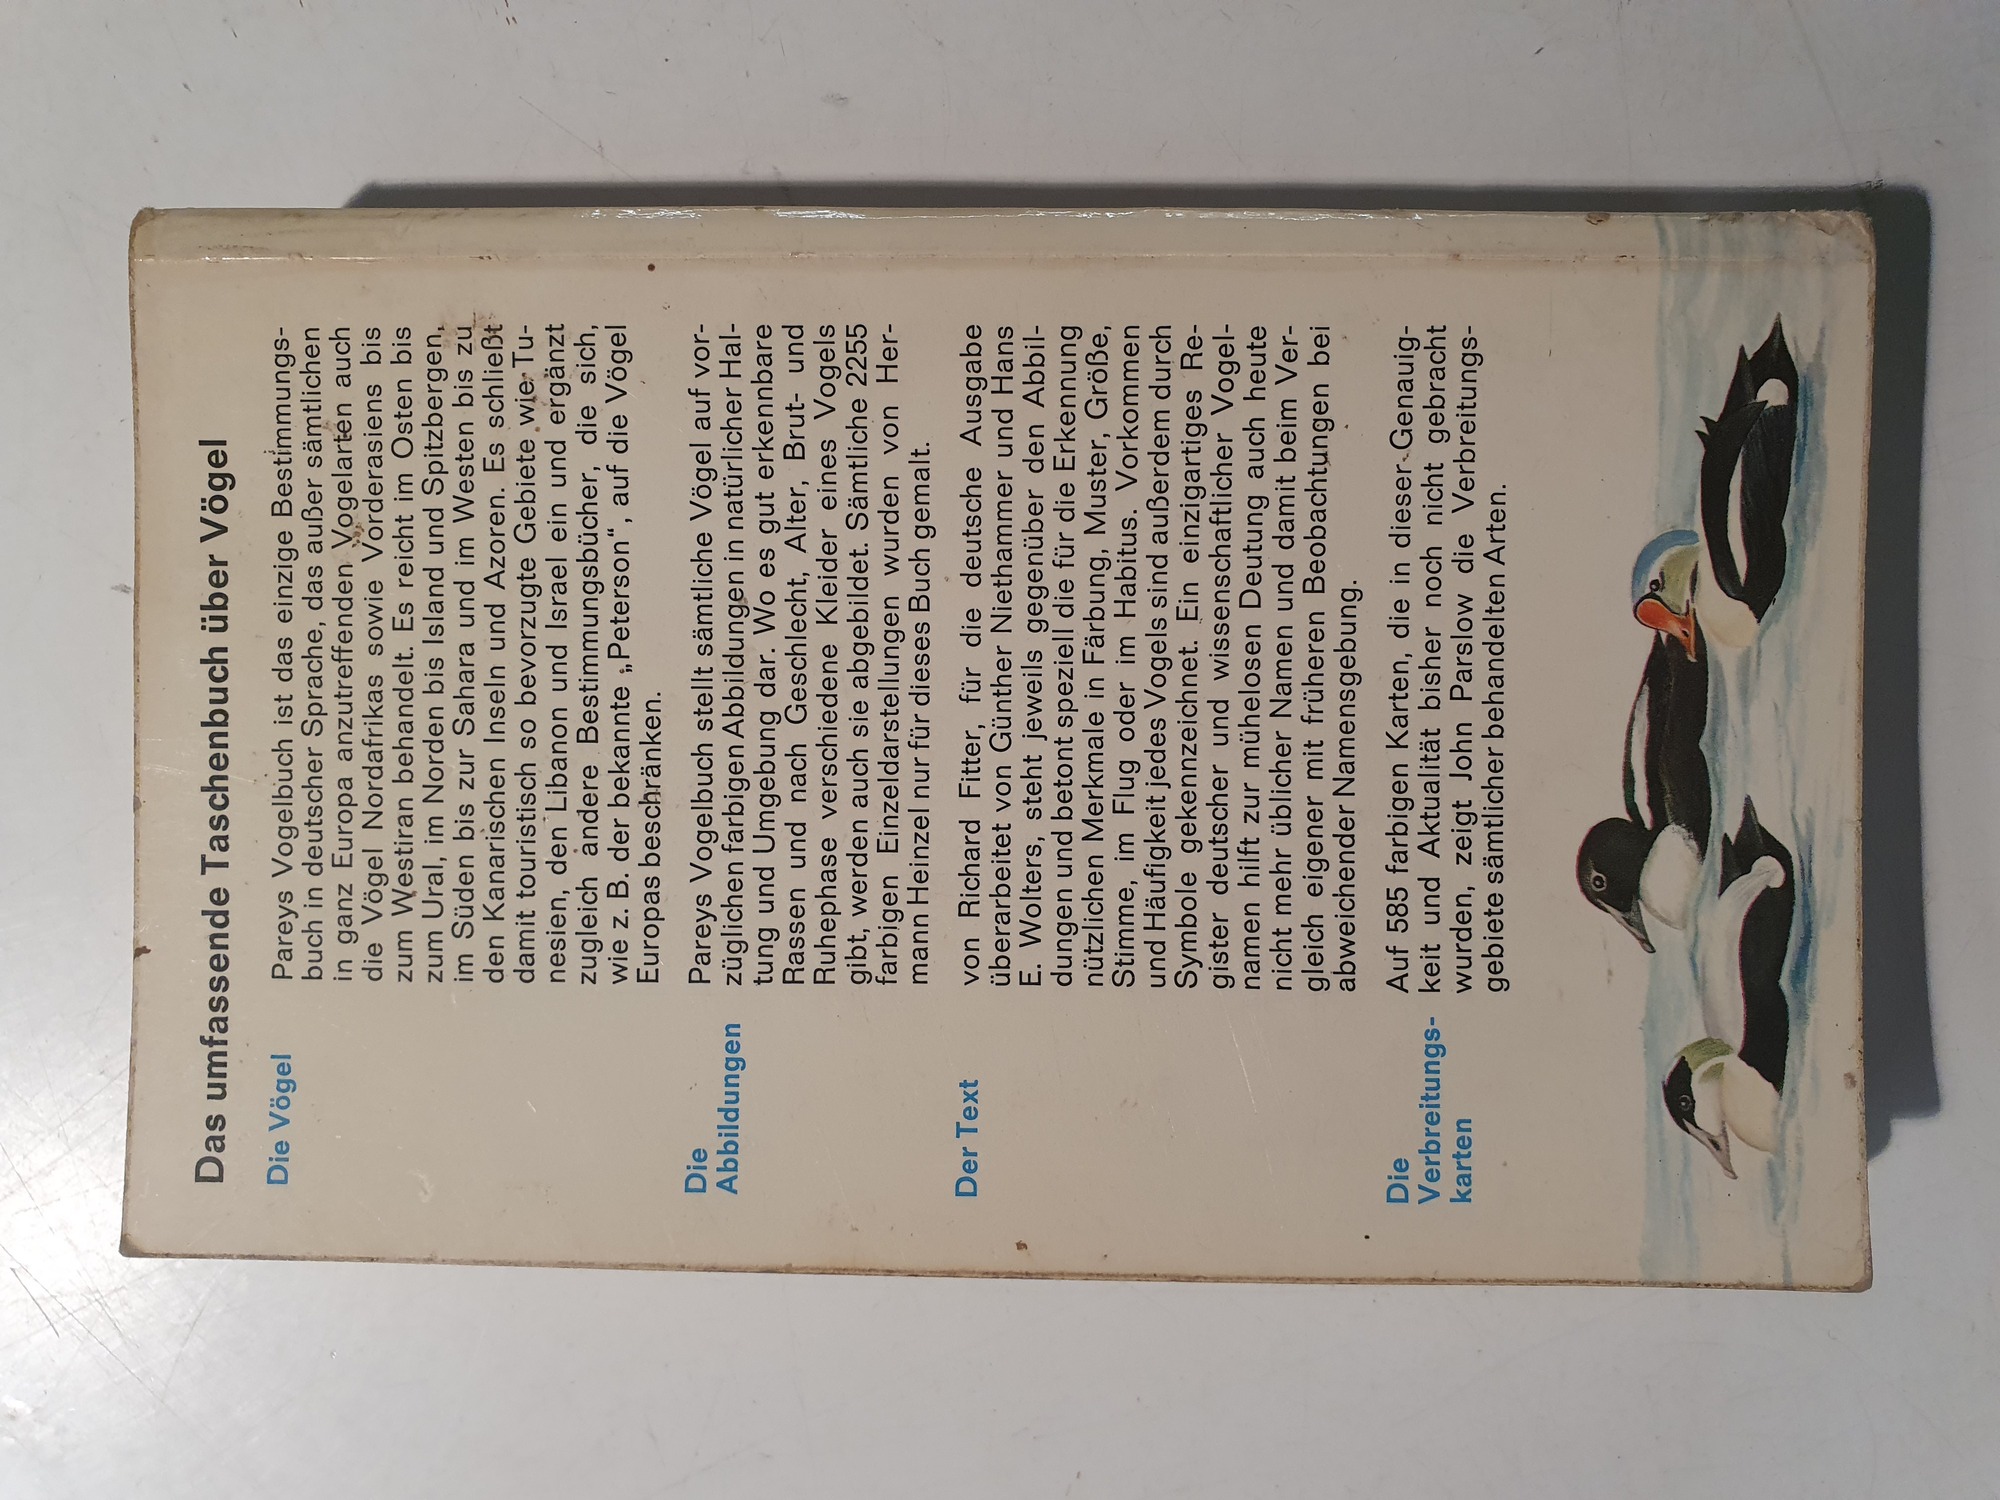 Das umfassende Taschenbuch über Vögel
Die Vögel
Pareys Vogelbuch ist das einzige Bestimmungs-
buch in deutscher Sprache, das außer sämtlichen
in ganz Europa anzutreffenden Vogelarten auch
die Vögel Nordafrikas sowie Vorderasiens bis
zum Westiran behandelt. Es reicht im Osten bis
zum Ural, im Norden bis Island und Spitzbergen,
im Süden bis zur Sahara und im Westen bis zu
den Kanarischen Inseln und Azoren. Es schließt
damit touristisch so bevorzugte Gebiete wie Tu-
nesien, den Libanon und Israel ein und ergänzt
zugleich andere Bestimmungsbücher, die sich,
wie z. B. der bekannte „Peterson“, auf die Vögel
Europas beschränken.
Die
Abbildungen
Pareys Vogelbuch stellt sämtliche Vögel auf vor-
züglichen farbigen Abbildungen in natürlicher Hal-
tung und Umgebung dar. Wo es gut erkennbare
Rassen und nach Geschlecht, Alter, Brut- und
Ruhephase verschiedene Kleider eines Vogels
gibt, werden auch sie abgebildet. Sämtliche 2255
farbigen Einzeldarstellungen wurden von Her-
mann Heinzel nur für dieses Buch gemalt.
Der Text
von Richard Fitter, für die deutsche Ausgabe
überarbeitet von Günther Niethammer und Hans
E. Wolters, steht jeweils gegenüber den Abbil-
dungen und betont speziell die für die Erkennung
nützlichen Merkmale in Färbung, Muster, Größe,
Stimme, im Flug oder im Habitus. Vorkommen
und Häufigkeit jedes Vogels sind außerdem durch
Symbole gekennzeichnet. Ein einzigartiges Re-
gister deutscher und wissenschaftlicher Vogel-
namen hilft zur mühelosen Deutung auch heute
nicht mehr üblicher Namen und damit beim Ver-
gleich eigener mit früheren Beobachtungen bei
abweichender Namensgebung.
Die
Verbreitungs-
karten
Auf 585 farbigen Karten, die in dieser Genauig-
keit und Aktualität bisher noch nicht gebracht
wurden, zeigt John Parslow die Verbreitungs-
gebiete sämtlicher behandelten Arten.